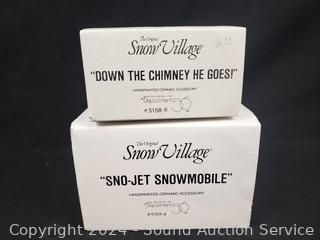 The Original
Snow Village
"DOWN THE CHIMNEY HE GOES!"
HANDPAINTED CERAMIC ACCESSORY
Department 56
# 5158-6
The Original
Snow Village
"SNO-JET SNOWMOBILE"
HANDPAINTED CERAMIC ACCESSORY
Department 56
# 5159-4
Copyright 2024 - Sound Auction Service